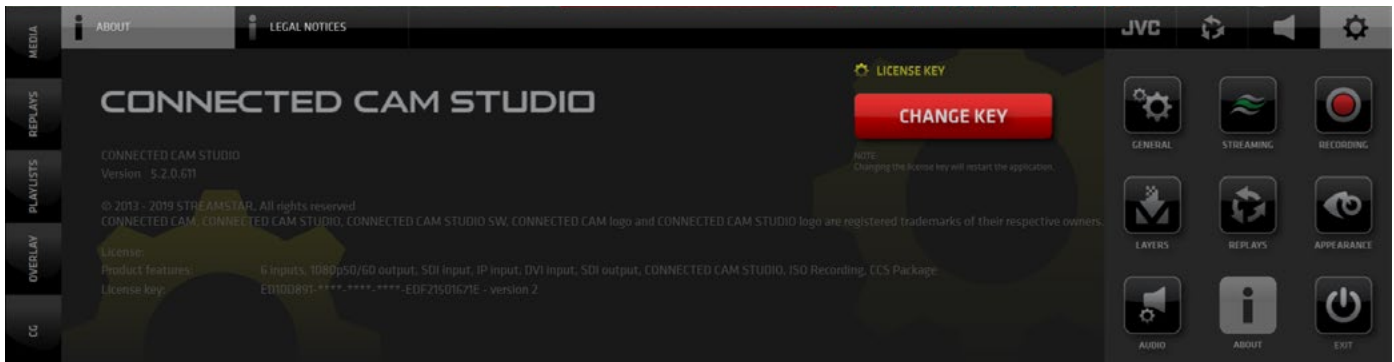 MEDIA
REPLAYS
PLAYLISTS
OVERLAY
CG
ABOUT
LEGAL NOTICES
JVC
LICENSE KEY
CHANGE KEY
NOTE:
Changing the license key will restart the application.
CONNECTED CAM STUDIO
CONNECTED CAM STUDIO
Version 5.2.0.611
© 2013 - 2019 STREAMSTAR, All rights reserved
CONNECTED CAM, CONNECTED CAM STUDIO, CONNECTED CAM STUDIO SW, CONNECTED CAM logo and CONNECTED CAM STUDIO logo are registered trademarks of their respective owners.
License:
Product features: 6 inputs, 1080p50/60 output, SDI input, IP input, DVI input, SDI output, CONNECTED CAM STUDIO, ISO Recording, CCS Package
License key: ED10D891-****-****-****-EDF21501671E - version 2
GENERAL
STREAMING
RECORDING
LAYERS
REPLAYS
APPEARANCE
AUDIO
ABOUT
EXIT